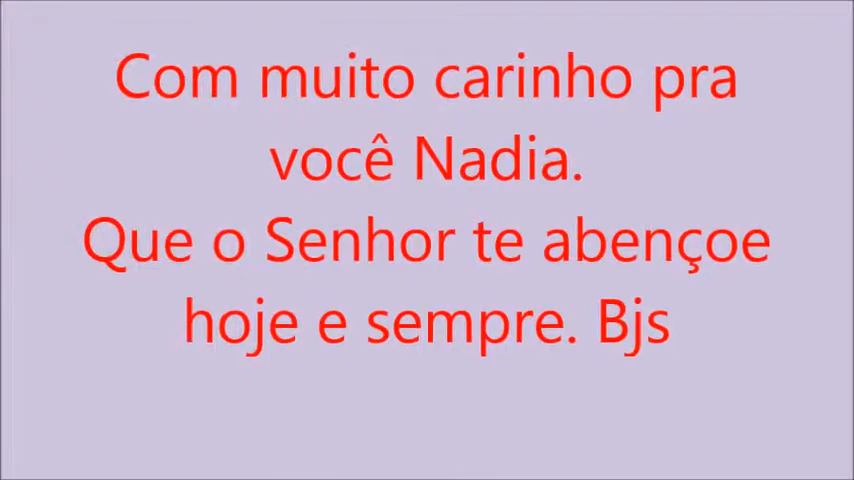 Com muito carinho pra
você Nadia.
Que o Senhor te abençoe
hoje e sempre. Bjs